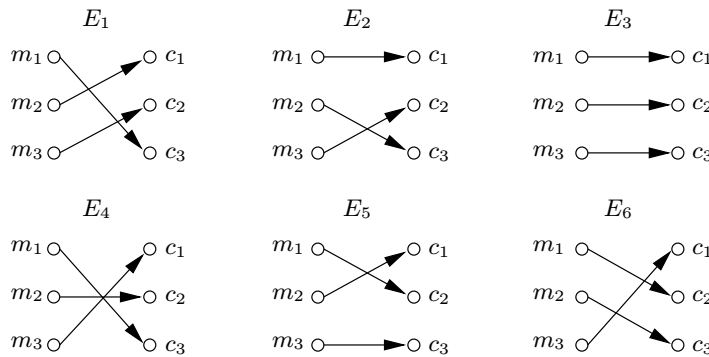 E₁ E₂ E₃
m₁ c₁ m₁ c₁ m₁ c₁
m₂ c₂ m₂ c₂ m₂ c₂
m₃ c₃ m₃ c₃ m₃ c₃
E₄ E₅ E₆
m₁ c₁ m₁ c₁ m₁ c₁
m₂ c₂ m₂ c₂ m₂ c₂
m₃ c₃ m₃ c₃ m₃ c₃